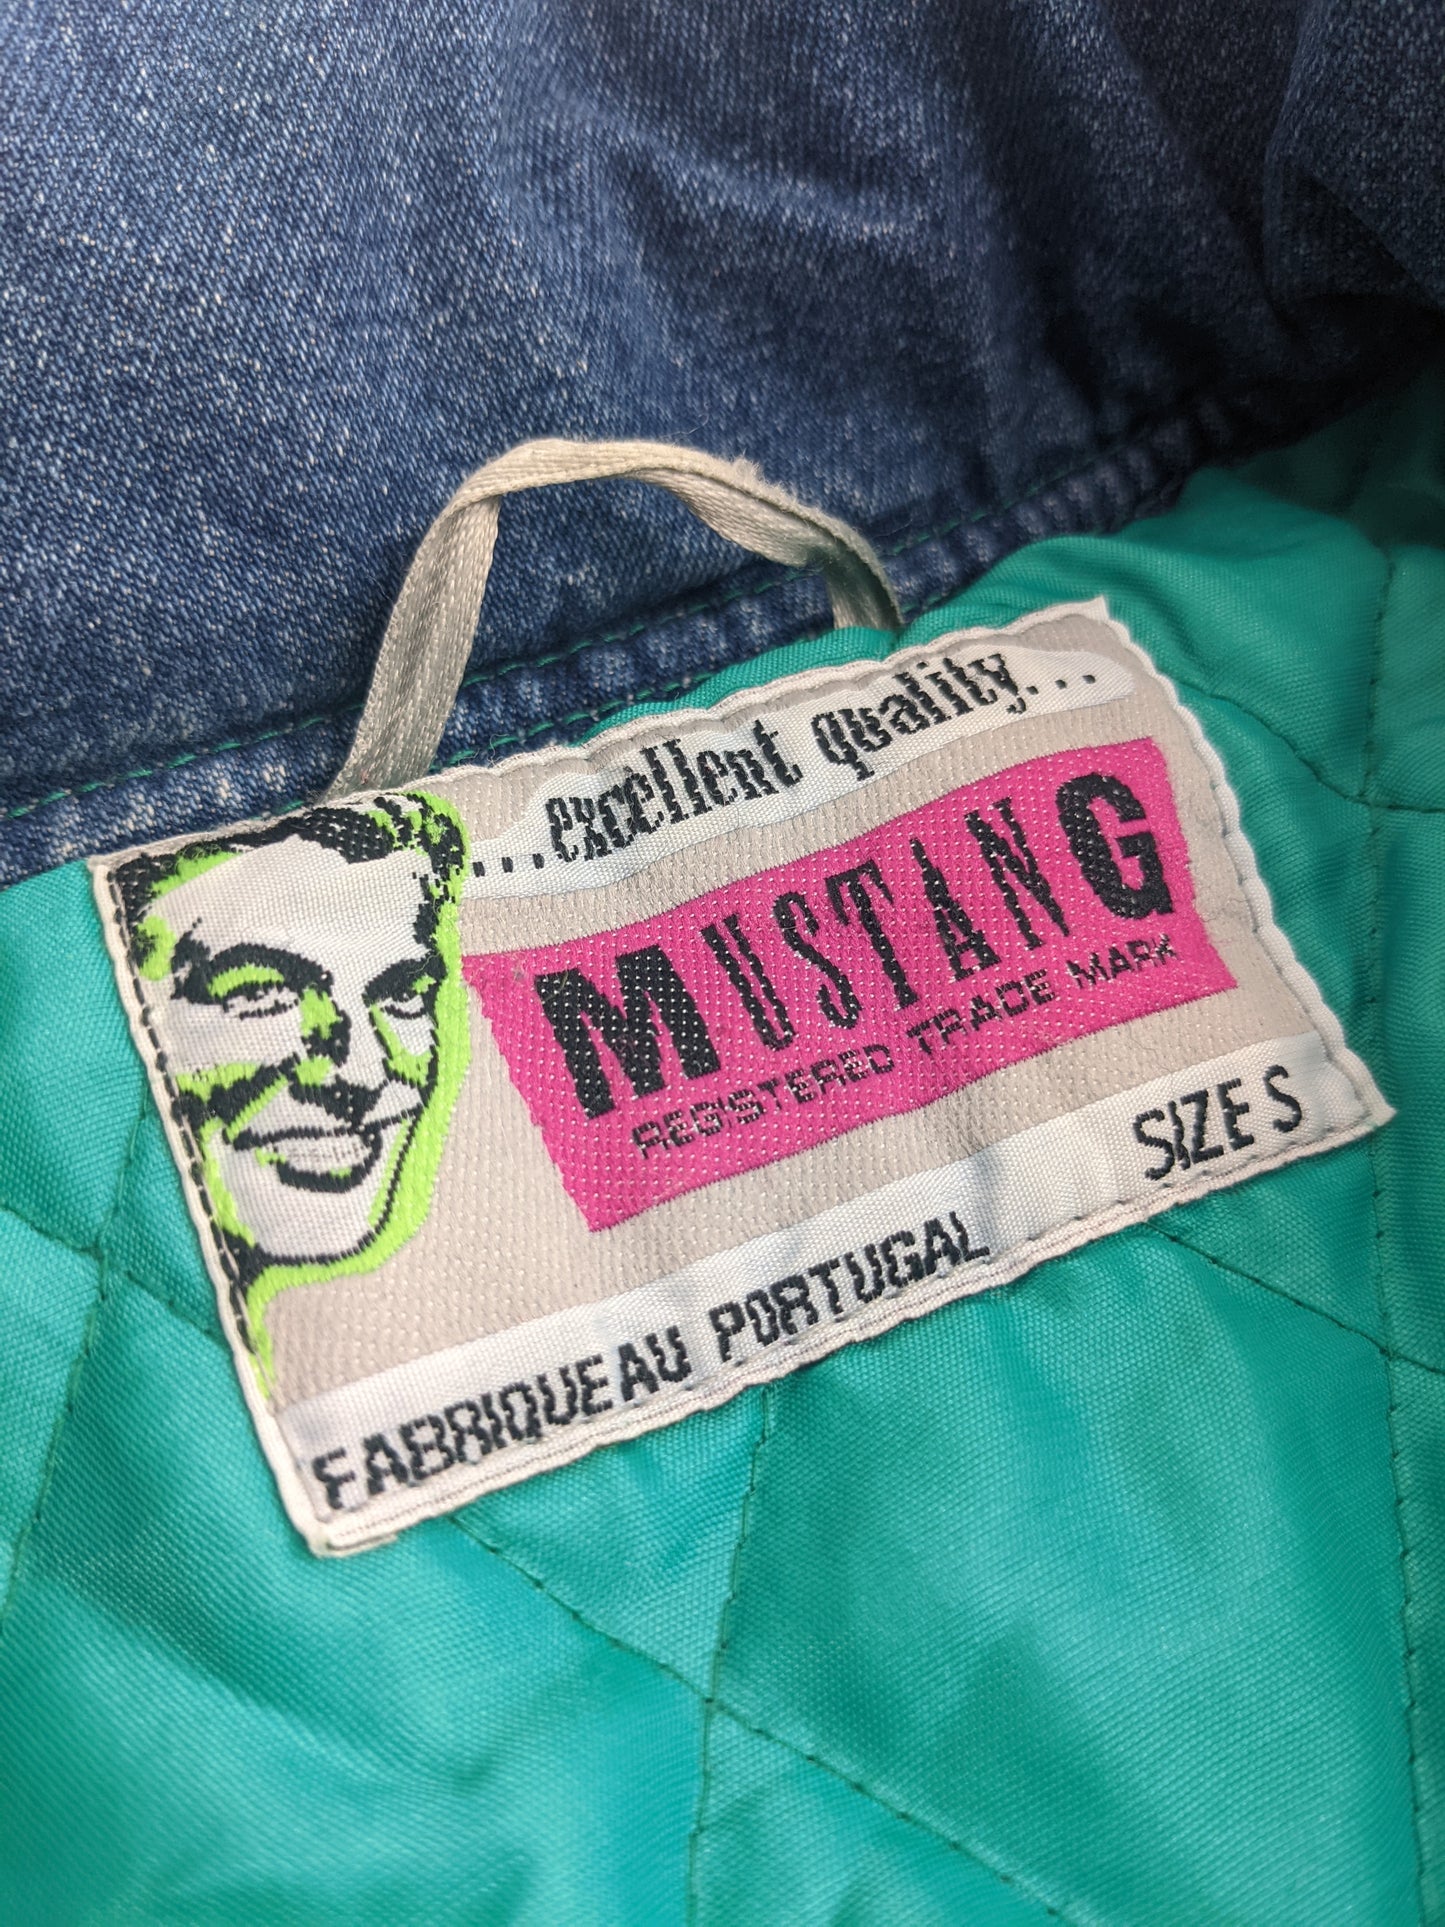 ...excellent quality...
MUSTANG
REGISTERED TRADE MARK
SIZE S
FABRIQUE AU PORTUGAL